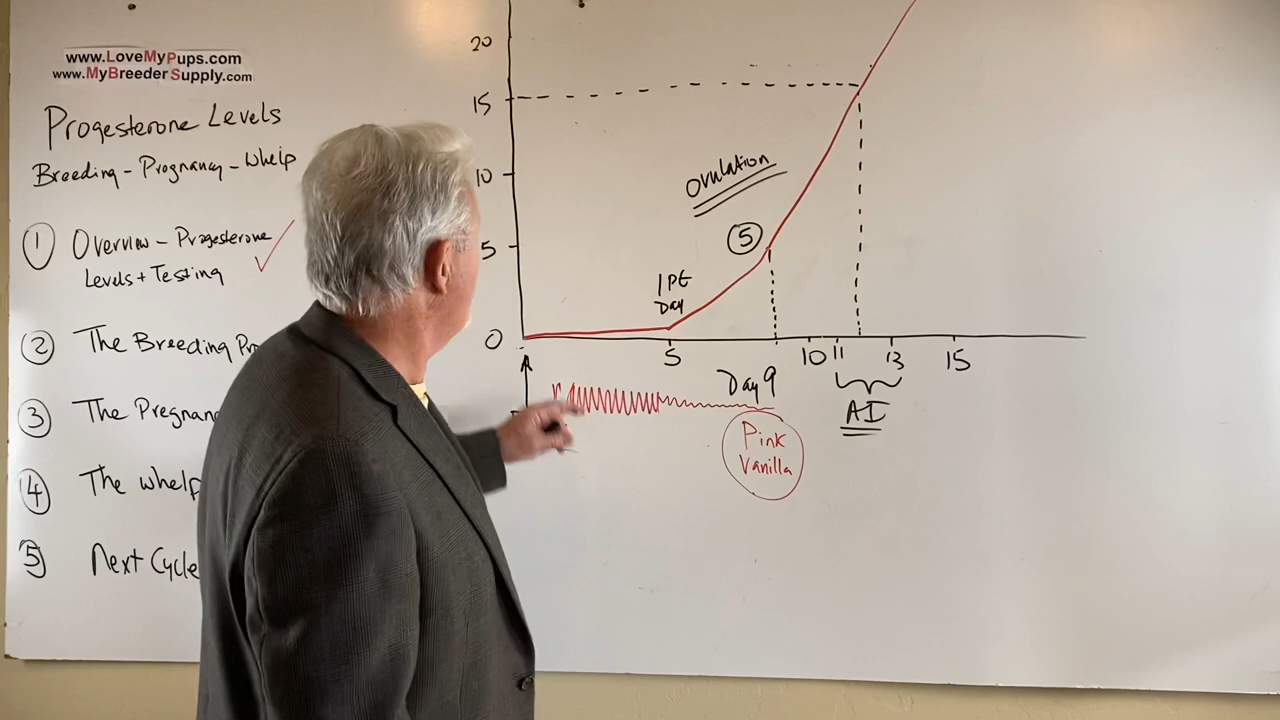 www.LoveMyPups.com
www.MyBreederSupply.com
Progesterone Levels
Breeding - Pregnancy - Whelp
1 Overview - Progesterone
Levels + Testing
2 The Breeding
3 The
4 The Whelp
5 Next Cycle
20
15
10
5
0
Ovulation
5
Day
5
10
11
13
15
Day 9
AI
Pink
Vanilla